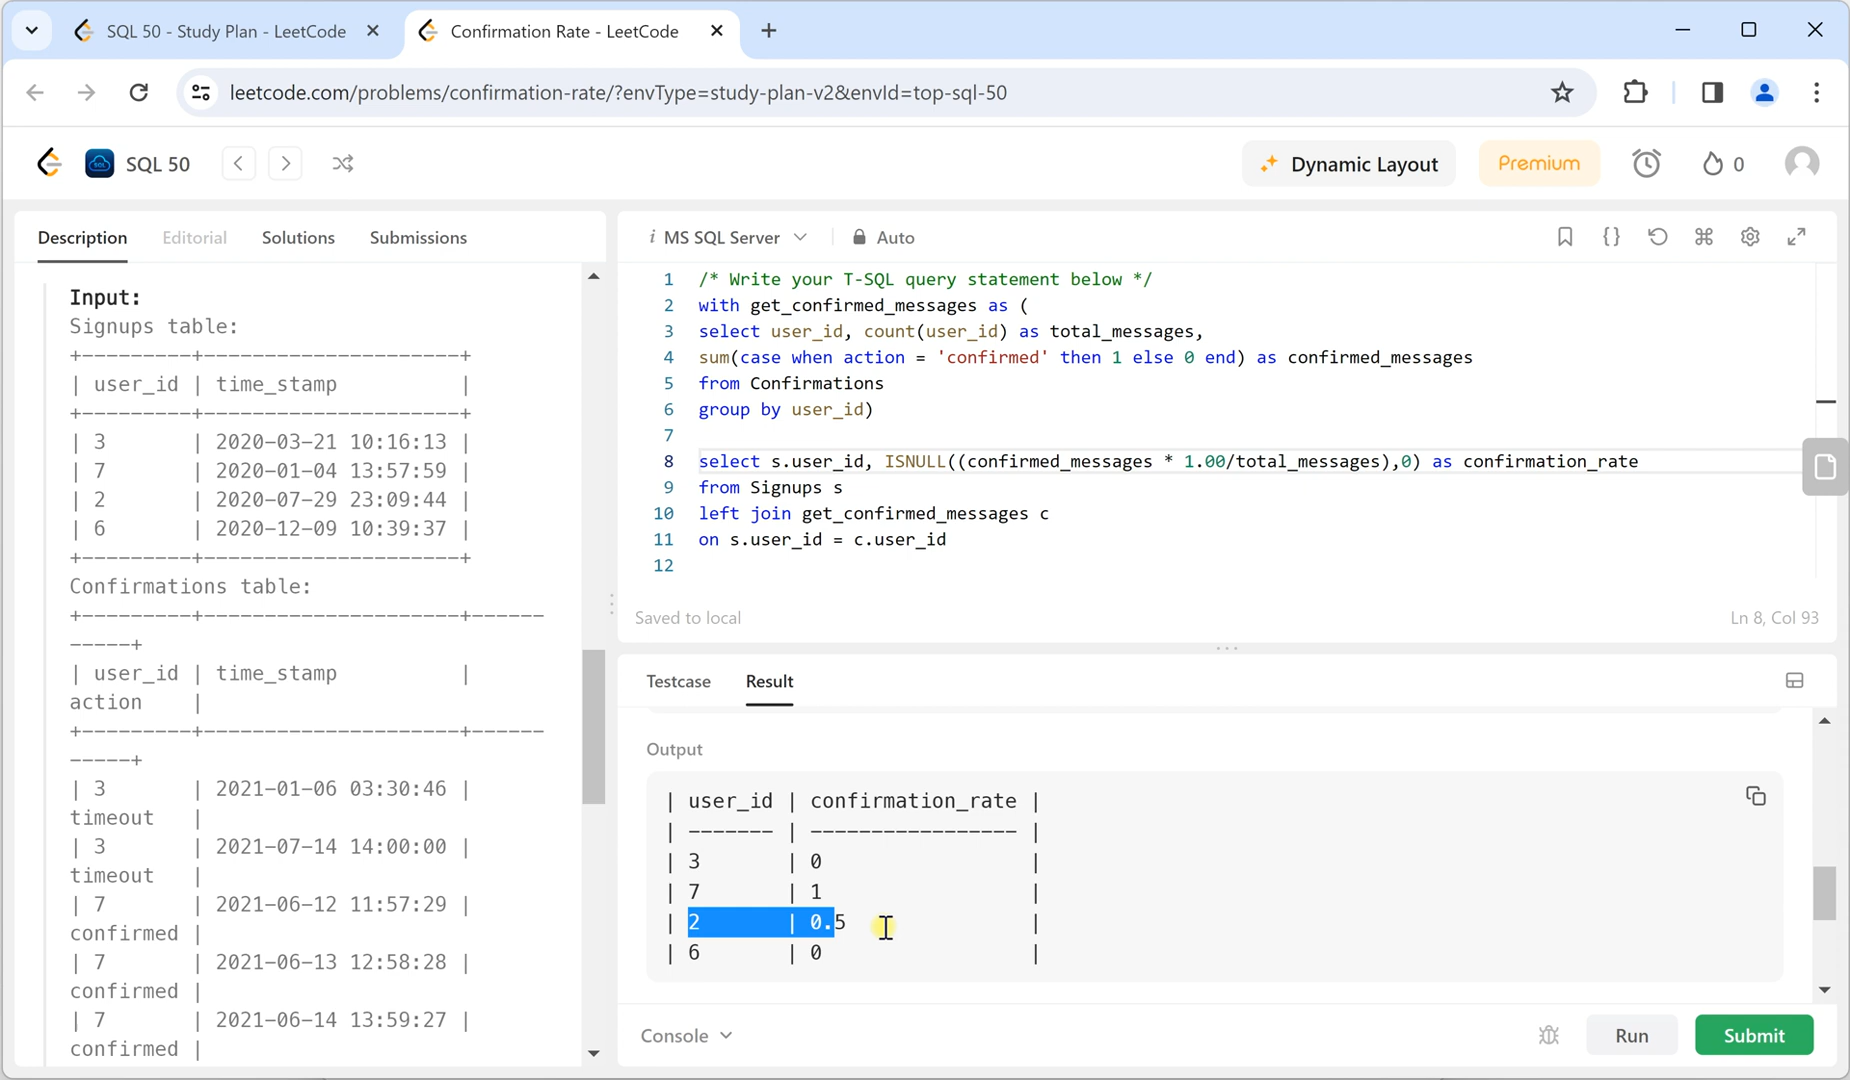 SQL 50 - Study Plan - LeetCode
Confirmation Rate - LeetCode
leetcode.com/problems/confirmation-rate/?envType=study-plan-v2&envId=top-sql-50
SQL 50
Dynamic Layout
Premium
0
Description
Editorial
Solutions
Submissions
Input:
Signups table:
+---------+---------------------+
| user_id | time_stamp          |
+---------+---------------------+
| 3       | 2020-03-21 10:16:13 |
| 7       | 2020-01-04 13:57:59 |
| 2       | 2020-07-29 23:09:44 |
| 6       | 2020-12-09 10:39:37 |
+---------+---------------------+
Confirmations table:
+---------+---------------------+------
-----+
| user_id | time_stamp          |
action    |
+---------+---------------------+------
-----+
| 3       | 2021-01-06 03:30:46 |
timeout   |
| 3       | 2021-07-14 14:00:00 |
timeout   |
| 7       | 2021-06-12 11:57:29 |
confirmed |
| 7       | 2021-06-13 12:58:28 |
confirmed |
| 7       | 2021-06-14 13:59:27 |
confirmed |
MS SQL Server
Auto
1 /* Write your T-SQL query statement below */
2 with get_confirmed_messages as (
3 select user_id, count(user_id) as total_messages,
4 sum(case when action = 'confirmed' then 1 else 0 end) as confirmed_messages
5 from Confirmations
6 group by user_id)
7
8 select s.user_id, ISNULL((confirmed_messages * 1.00/total_messages),0) as confirmation_rate
9 from Signups s
10 left join get_confirmed_messages c
11 on s.user_id = c.user_id
12
Saved to local
Ln 8, Col 93
Testcase
Result
Output
| user_id | confirmation_rate |
| ------- | ----------------- |
| 3       | 0                 |
| 7       | 1                 |
| 2       | 0.5               |
| 6       | 0                 |
Console
Run
Submit